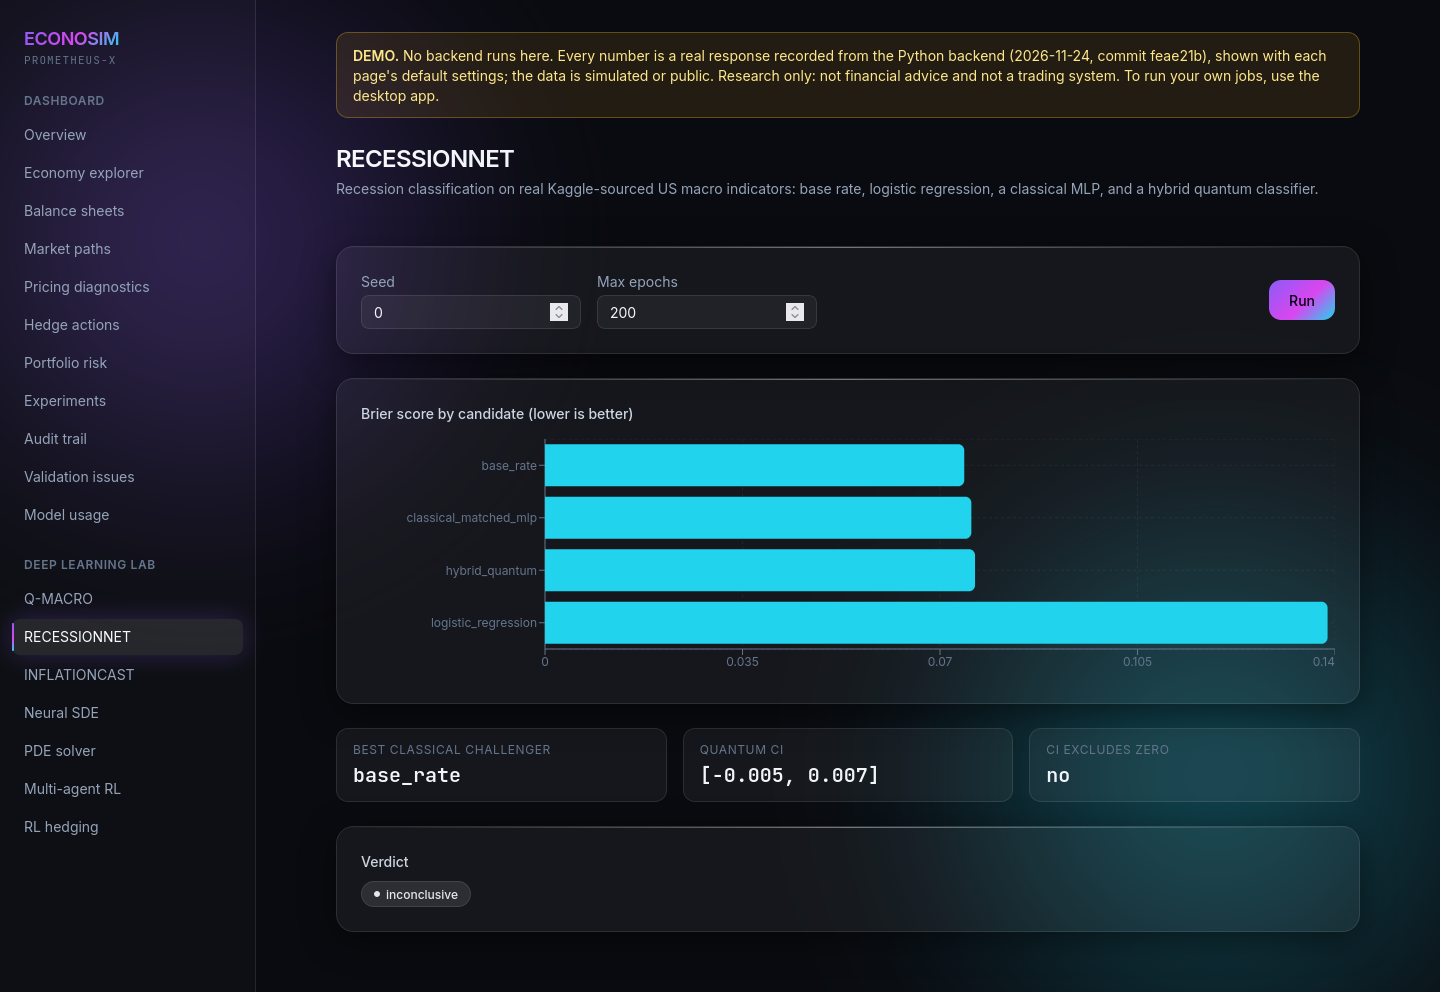 ECONOSIM
PROMETHEUS-X
DASHBOARD
Overview
Economy explorer
Balance sheets
Market paths
Pricing diagnostics
Hedge actions
Portfolio risk
Experiments
Audit trail
Validation issues
Model usage
DEEP LEARNING LAB
Q-MACRO
RECESSIONNET
INFLATIONCAST
Neural SDE
PDE solver
Multi-agent RL
RL hedging
DEMO. No backend runs here. Every number is a real response recorded from the Python backend (2026-11-24, commit feae21b), shown with each
page's default settings; the data is simulated or public. Research only: not financial advice and not a trading system. To run your own jobs, use the
desktop app.
RECESSIONNET
Recession classification on real Kaggle-sourced US macro indicators: base rate, logistic regression, a classical MLP, and a hybrid quantum classifier.
Seed
0
Max epochs
200
Run
Brier score by candidate (lower is better)
base_rate
classical_matched_mlp
hybrid_quantum
logistic_regression
0 0.035 0.07 0.105 0.14
BEST CLASSICAL CHALLENGER
base_rate
QUANTUM CI
[-0.005, 0.007]
CI EXCLUDES ZERO
no
Verdict
inconclusive